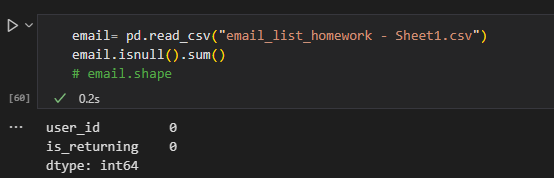 email= pd.read_csv("email_list_homework - Sheet1.csv")
email.isnull().sum()
# email.shape
[60] 0.2s
... user_id 0
is_returning 0
dtype: int64